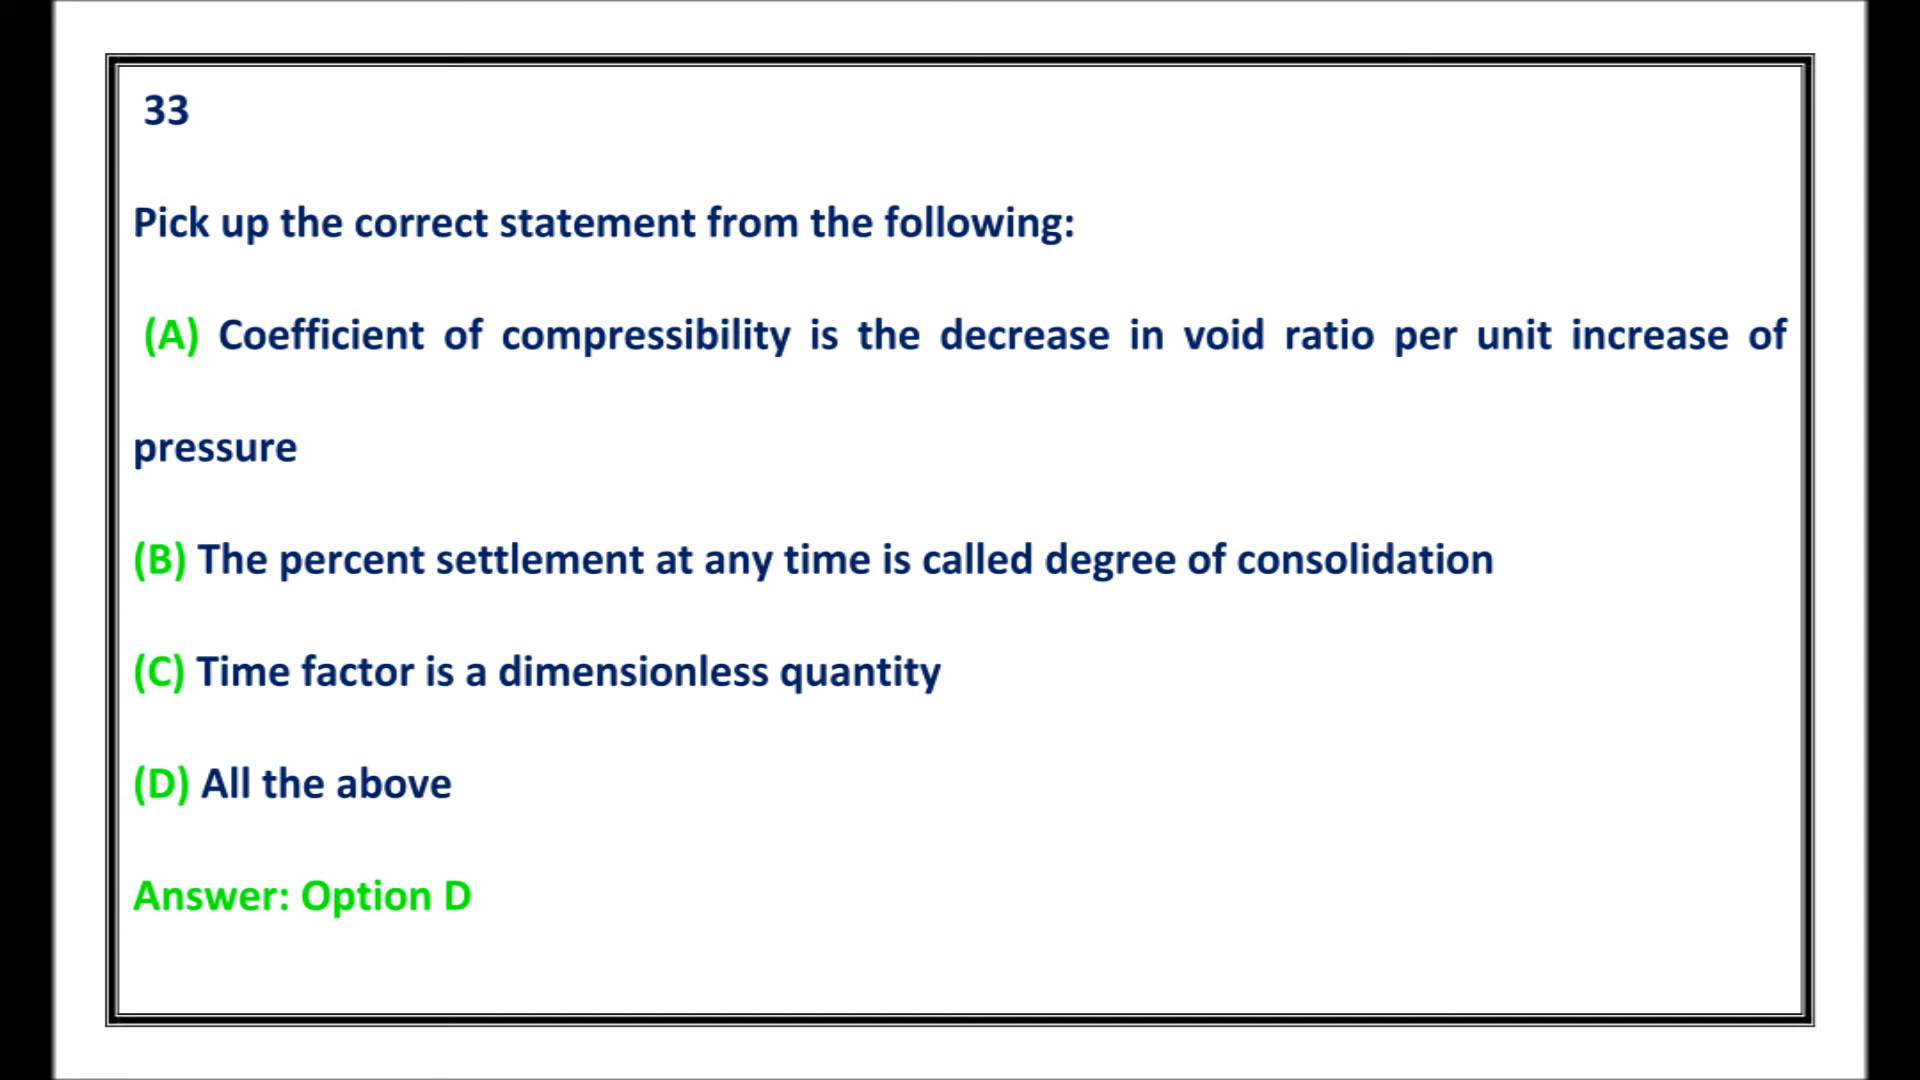 33
Pick up the correct statement from the following:
(A) Coefficient of compressibility is the decrease in void ratio per unit increase of
pressure
(B) The percent settlement at any time is called degree of consolidation
(C) Time factor is a dimensionless quantity
(D) All the above
Answer: Option D